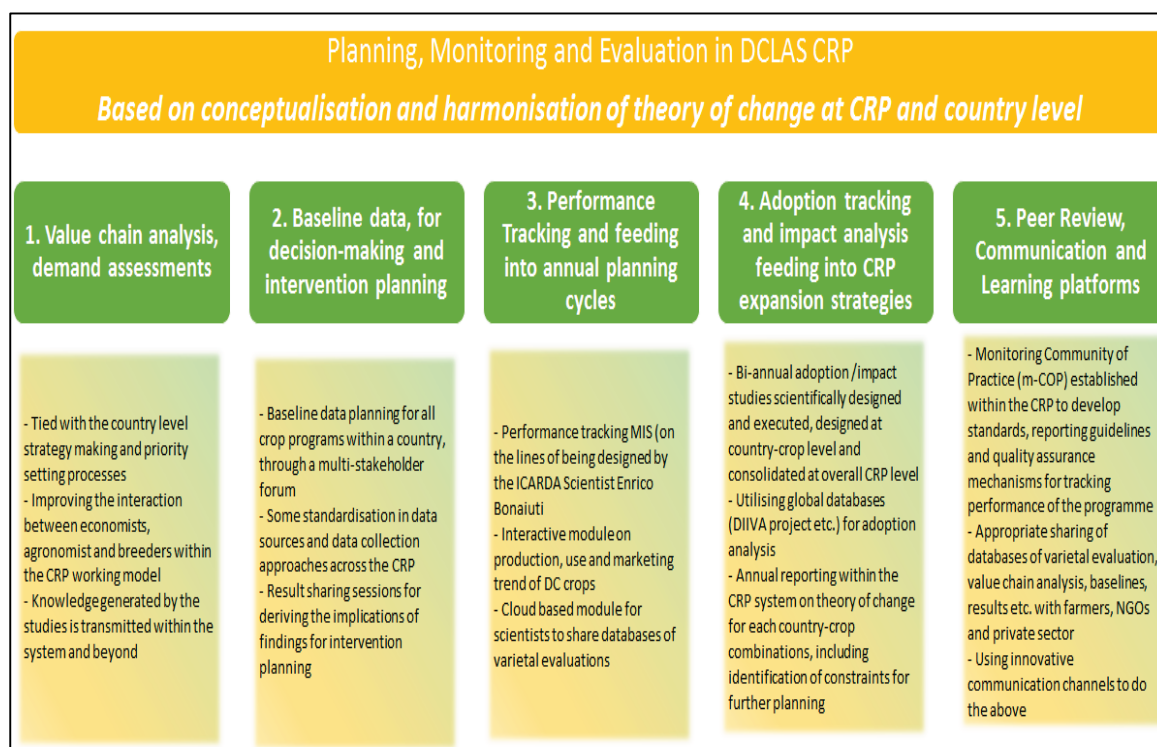 Planning, Monitoring and Evaluation in DCLAS CRP
Based on conceptualisation and harmonisation of theory of change at CRP and country level
1. Value chain analysis,
demand assessments
- Tied with the country level
strategy making and priority
setting processes
- Improving the interaction
between economists,
agronomist and breeders within
the CRP working model
- Knowledge generated by the
studies is transmitted within the
system and beyond
2. Baseline data, for
decision-making and
intervention planning
- Baseline data planning for all
crop programs within a country,
through a multi-stakeholder
forum
- Some standardisation in data
sources and data collection
approaches across the CRP
- Result sharing sessions for
deriving the implications of
findings for intervention
planning
3. Performance
Tracking and feeding
into annual planning
cycles
- Performance tracking MIS (on
the lines of being designed by
the ICARDA Scientist Enrico
Bonaiuti
- Interactive module on
production, use and marketing
trend of DC crops
- Cloud based module for
scientists to share databases of
varietal evaluations
4. Adoption tracking
and impact analysis
feeding into CRP
expansion strategies
- Bi-annual adoption /impact
studies scientifically designed
and executed, designed at
country-crop level and
consolidated at overall CRP level
- Utilising global databases
(DIIVA project etc.) for adoption
analysis
- Annual reporting within the
CRP system on theory of change
for each country-crop
combinations, including
identification of constraints for
further planning
5. Peer Review,
Communication and
Learning platforms
- Monitoring Community of
Practice (m-COP) established
within the CRP to develop
standards, reporting guidelines
and quality assurance
mechanisms for tracking
performance of the programme
- Appropriate sharing of
databases of varietal evaluation,
value chain analysis, baselines,
results etc. with farmers, NGOs
and private sector
- Using innovative
communication channels to do
the above